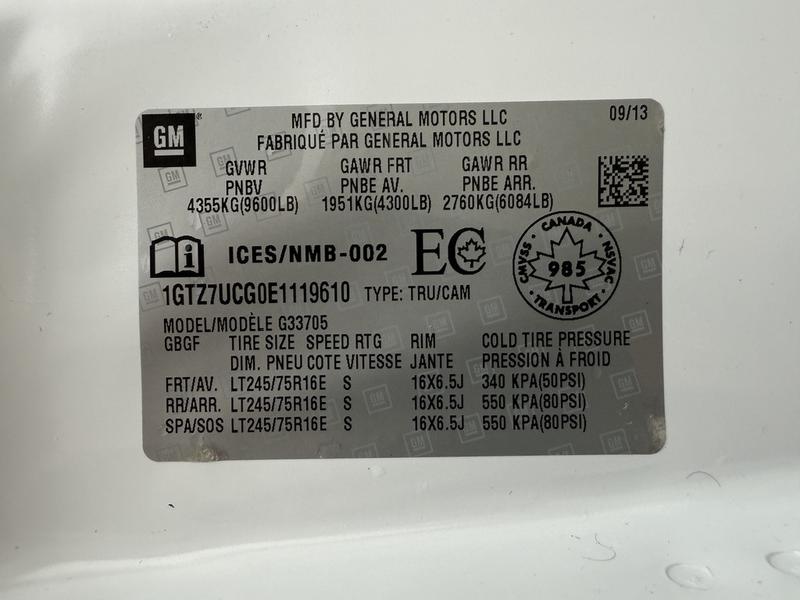 GM
MFD BY GENERAL MOTORS LLC 09/13
FABRIQUÉ PAR GENERAL MOTORS LLC
GVWR GAWR FRT GAWR RR
PNBV PNBE AV. PNBE ARR.
4355KG(9600LB) 1951KG(4300LB) 2760KG(6084LB)
i ICES/NMB-002 EC
CANADA
CMVSS 985 NSVAC
TRANSPORT
1GTZ7UCG0E1119610 TYPE: TRU/CAM
MODEL/MODÈLE G33705
GBGF TIRE SIZE SPEED RTG RIM COLD TIRE PRESSURE
DIM. PNEU COTE VITESSE JANTE PRESSION À FROID
FRT/AV. LT245/75R16E S 16X6.5J 340 KPA(50PSI)
RR/ARR. LT245/75R16E S 16X6.5J 550 KPA(80PSI)
SPA/SOS LT245/75R16E S 16X6.5J 550 KPA(80PSI)